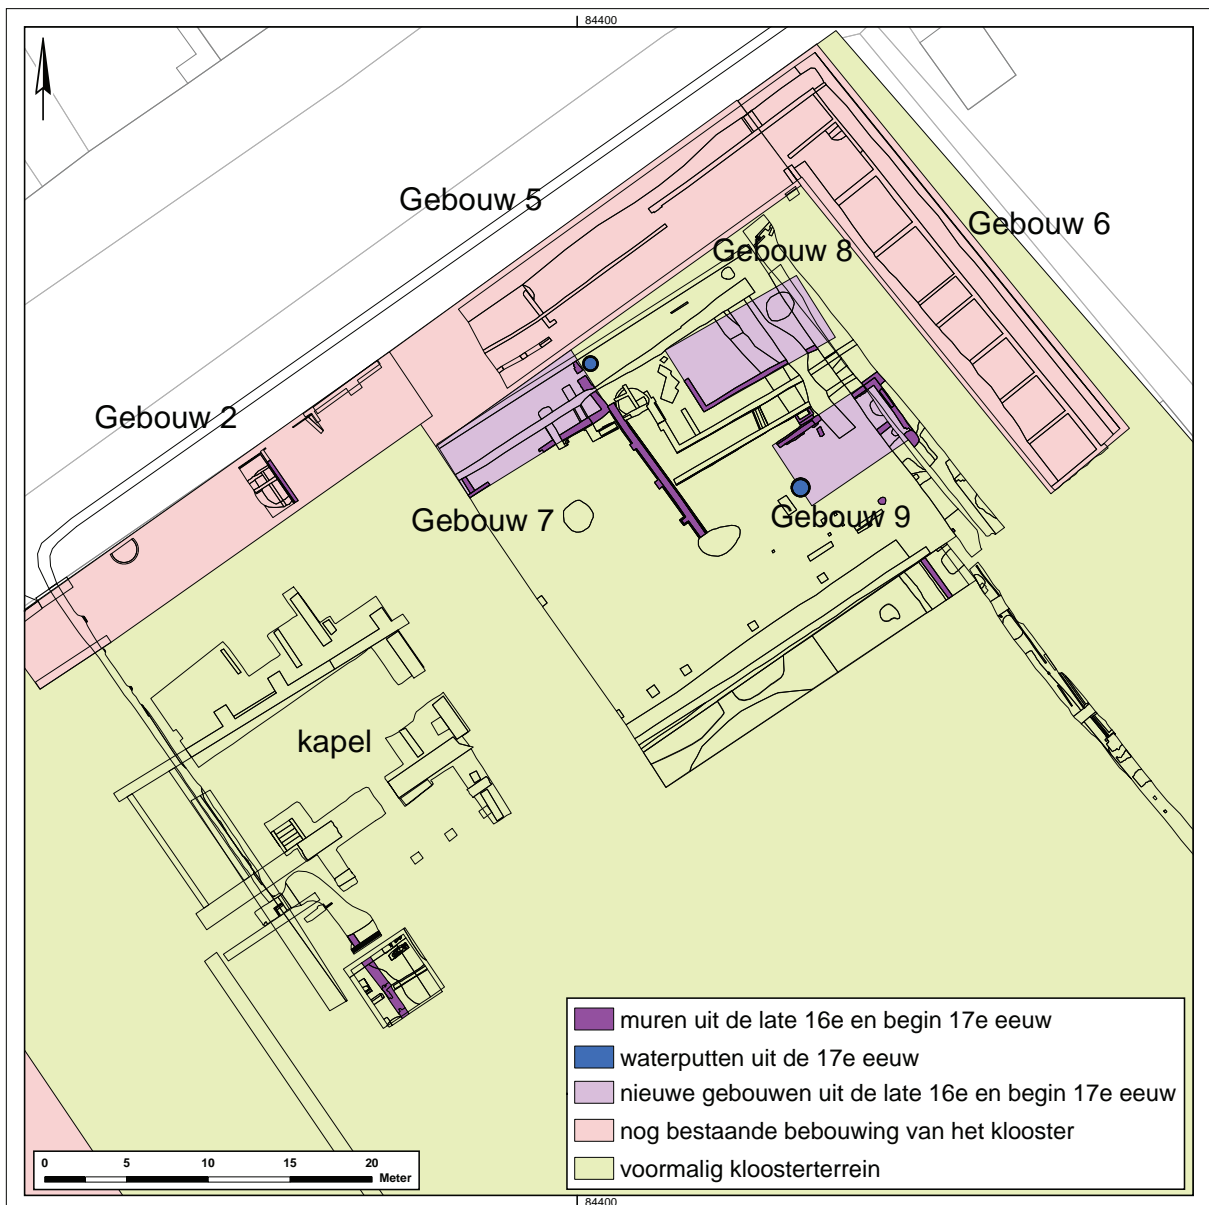 84400
Gebouw 5
Gebouw 6
Gebouw 8
Gebouw 2
Gebouw 7
Gebouw 9
kapel
muren uit de late 16e en begin 17e eeuw
waterputten uit de 17e eeuw
nieuwe gebouwen uit de late 16e en begin 17e eeuw
nog bestaande bebouwing van het klooster
voormalig kloosterterrein
0 5 10 15 20
Meter
84400